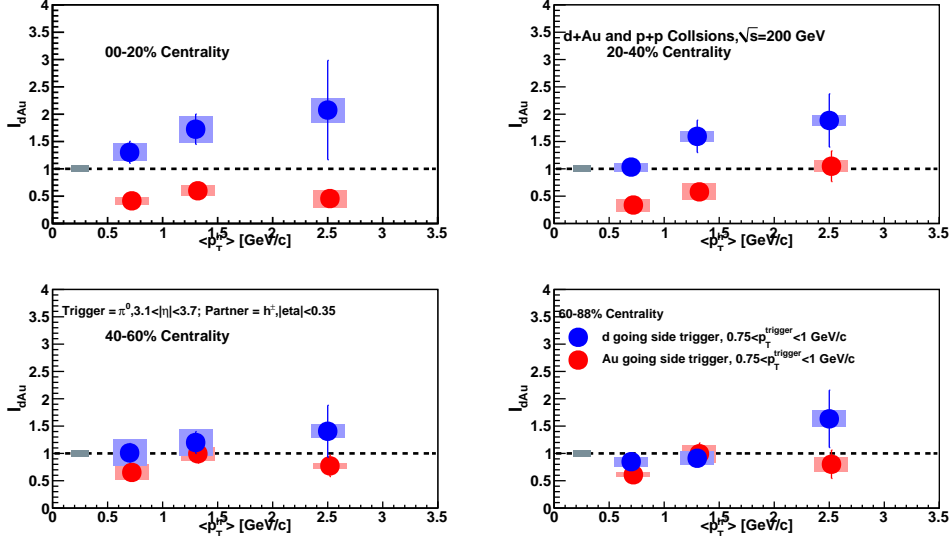 4
3.5
3
2.5
2
1.5
1
0.5
0
I_dAu
00-20% Centrality
0 0.5 1 1.5 2 2.5 3 3.5
<p_T^h> [GeV/c]
4
3.5
3
2.5
2
1.5
1
0.5
0
I_dAu
d+Au and p+p Collsions,√s=200 GeV
20-40% Centrality
0 0.5 1 1.5 2 2.5 3 3.5
<p_T^h> [GeV/c]
4
3.5
3
2.5
2
1.5
1
0.5
0
I_dAu
Trigger = π^0,3.1<|η|<3.7; Partner = h^±,|eta|<0.35
40-60% Centrality
0 0.5 1 1.5 2 2.5 3 3.5
<p_T^h> [GeV/c]
4
3.5
3
2.5
2
1.5
1
0.5
0
I_dAu
60-88% Centrality
d going side trigger, 0.75<p_T^trigger<1 GeV/c
Au going side trigger, 0.75<p_T^trigger<1 GeV/c
0 0.5 1 1.5 2 2.5 3 3.5
<p_T^h> [GeV/c]